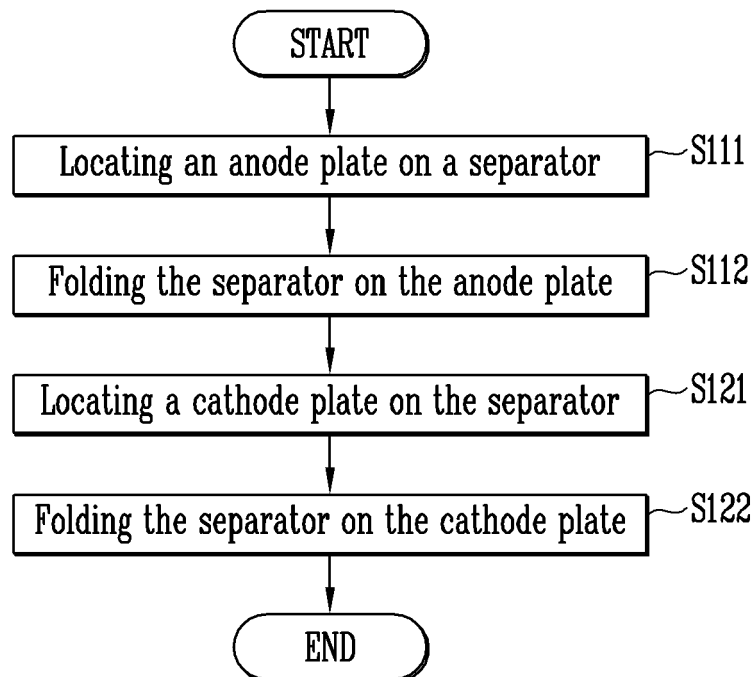 START
Locating an anode plate on a separator
S111
Folding the separator on the anode plate
S112
Locating a cathode plate on the separator
S121
Folding the separator on the cathode plate
S122
END